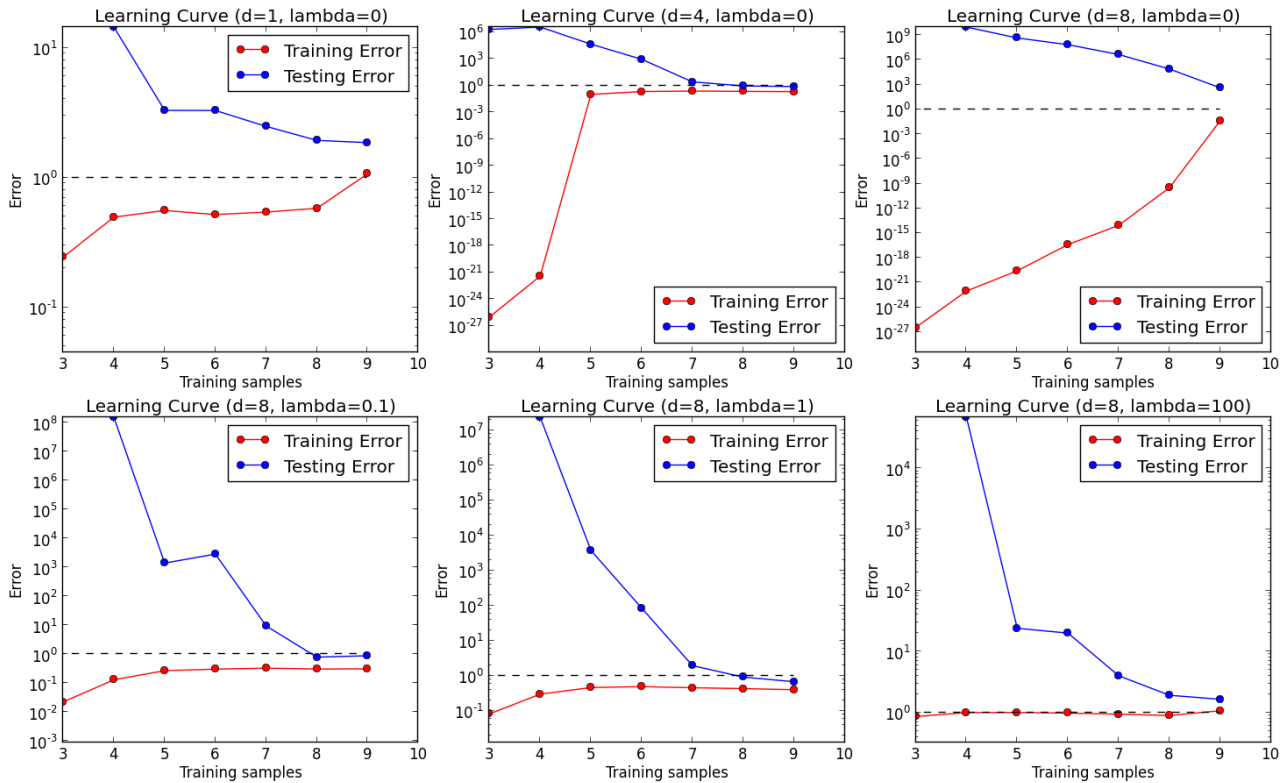 Learning Curve (d=1, lambda=0)
10^1
10^0
10^-1
Error
Training Error
Testing Error
3 4 5 6 7 8 9 10
Training samples
Learning Curve (d=4, lambda=0)
10^6
10^3
10^0
10^-3
10^-6
10^-9
10^-12
10^-15
10^-18
10^-21
10^-24
10^-27
Error
Training Error
Testing Error
3 4 5 6 7 8 9 10
Training samples
Learning Curve (d=8, lambda=0)
10^9
10^6
10^3
10^0
10^-3
10^-6
10^-9
10^-12
10^-15
10^-18
10^-21
10^-24
10^-27
Error
Training Error
Testing Error
3 4 5 6 7 8 9 10
Training samples
Learning Curve (d=8, lambda=0.1)
10^8
10^7
10^6
10^5
10^4
10^3
10^2
10^1
10^0
10^-1
10^-2
10^-3
Error
Training Error
Testing Error
3 4 5 6 7 8 9 10
Training samples
Learning Curve (d=8, lambda=1)
10^7
10^6
10^5
10^4
10^3
10^2
10^1
10^0
10^-1
Error
Training Error
Testing Error
3 4 5 6 7 8 9 10
Training samples
Learning Curve (d=8, lambda=100)
10^4
10^3
10^2
10^1
10^0
Error
Training Error
Testing Error
3 4 5 6 7 8 9 10
Training samples